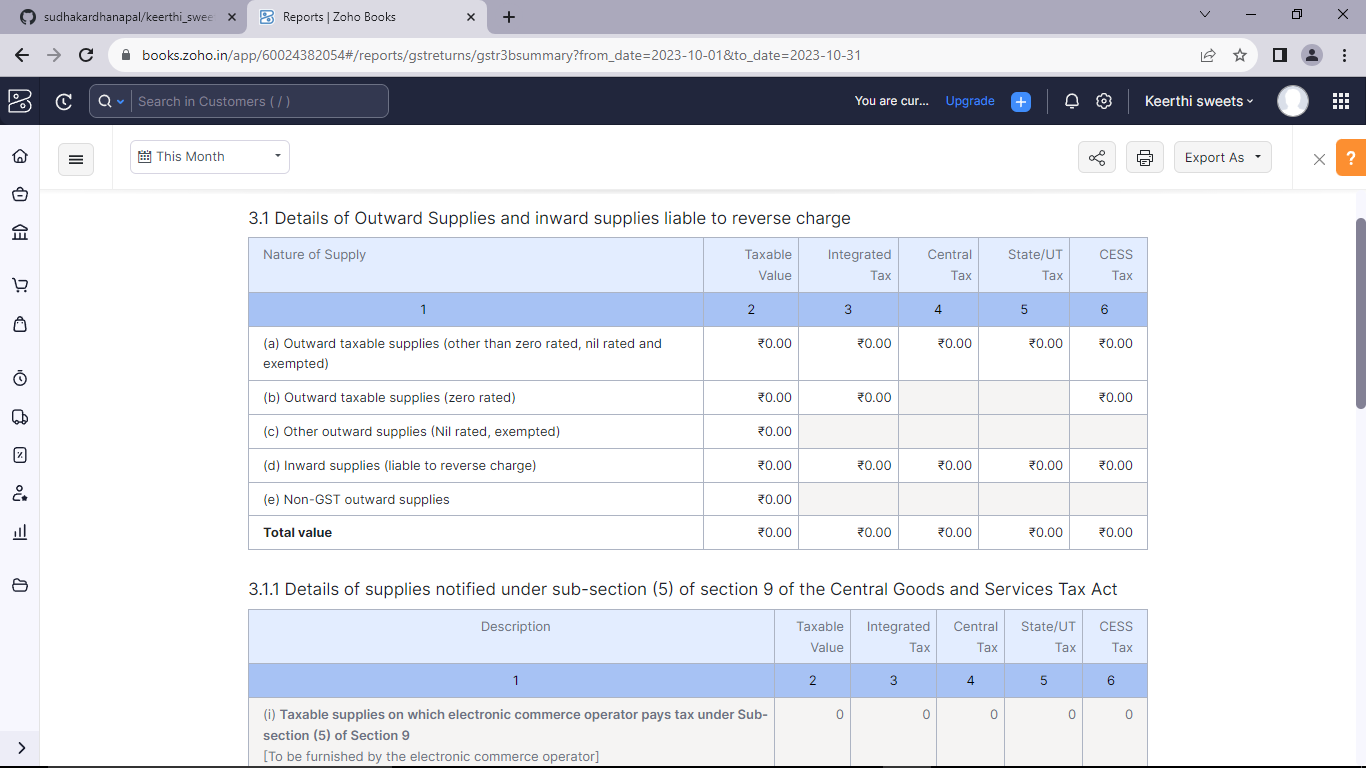 sudhakardhanapal/keerthi_swee
Reports | Zoho Books
books.zoho.in/app/60024382054#/reports/gstreturns/gstr3bsummary?from_date=2023-10-01&to_date=2023-10-31
Search in Customers ( / )
You are cur... Upgrade
Keerthi sweets
This Month
Export As
?
3.1 Details of Outward Supplies and inward supplies liable to reverse charge
Nature of Supply Taxable Integrated Central State/UT CESS
Value Tax Tax Tax Tax
1 2 3 4 5 6
(a) Outward taxable supplies (other than zero rated, nil rated and ₹0.00 ₹0.00 ₹0.00 ₹0.00 ₹0.00
exempted)
(b) Outward taxable supplies (zero rated) ₹0.00 ₹0.00 ₹0.00
(c) Other outward supplies (Nil rated, exempted) ₹0.00
(d) Inward supplies (liable to reverse charge) ₹0.00 ₹0.00 ₹0.00 ₹0.00 ₹0.00
(e) Non-GST outward supplies ₹0.00
Total value ₹0.00 ₹0.00 ₹0.00 ₹0.00 ₹0.00
3.1.1 Details of supplies notified under sub-section (5) of section 9 of the Central Goods and Services Tax Act
Description Taxable Integrated Central State/UT CESS
Value Tax Tax Tax Tax
1 2 3 4 5 6
(i) Taxable supplies on which electronic commerce operator pays tax under Sub- 0 0 0 0 0
section (5) of Section 9
[To be furnished by the electronic commerce operator]